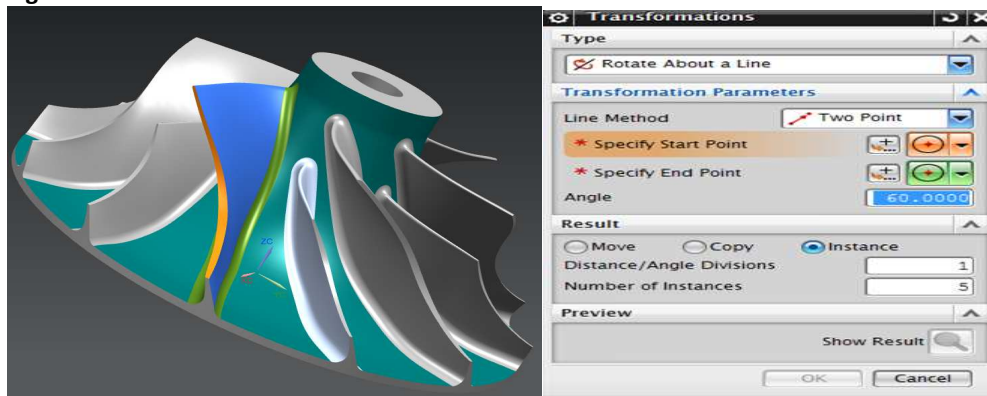 Transformations
Type
Rotate About a Line
Transformation Parameters
Line Method Two Point
* Specify Start Point
* Specify End Point
Angle 60.0000
Result
Move Copy Instance
Distance/Angle Divisions 1
Number of Instances 5
Preview
Show Result
OK Cancel
ZC